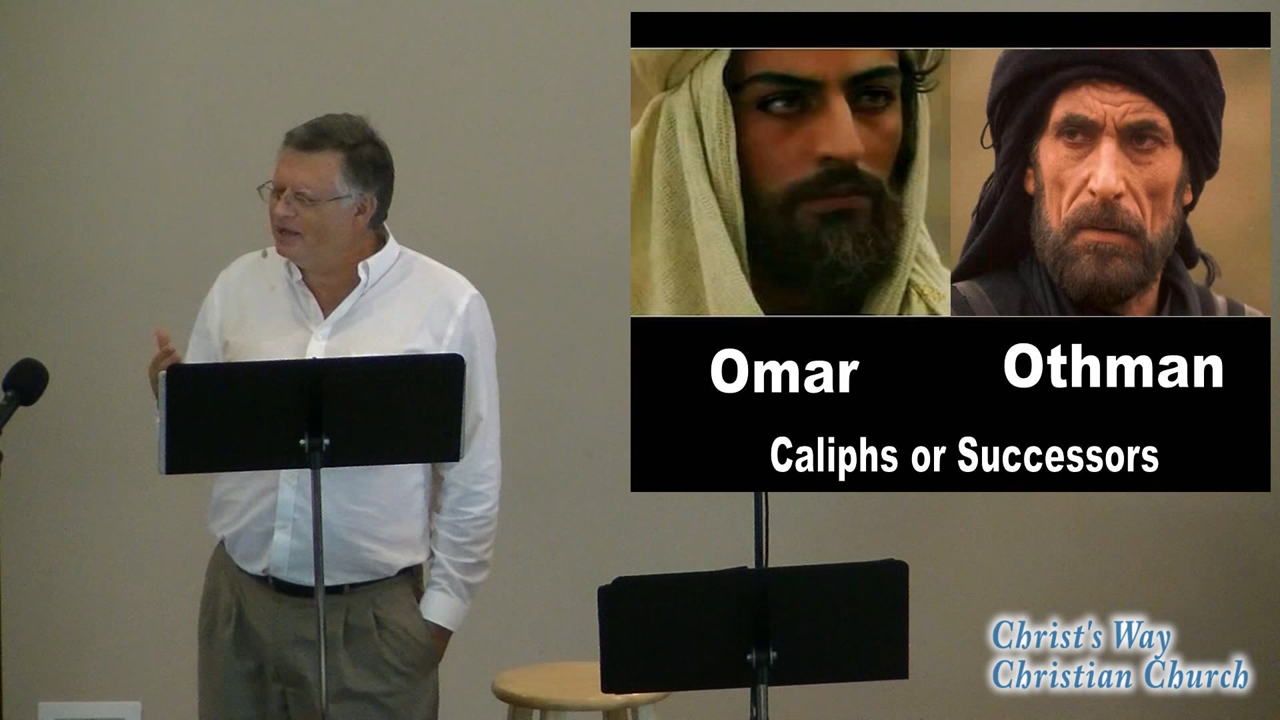 Omar
Othman
Caliphs or Successors
Christ's Way
Christian Church